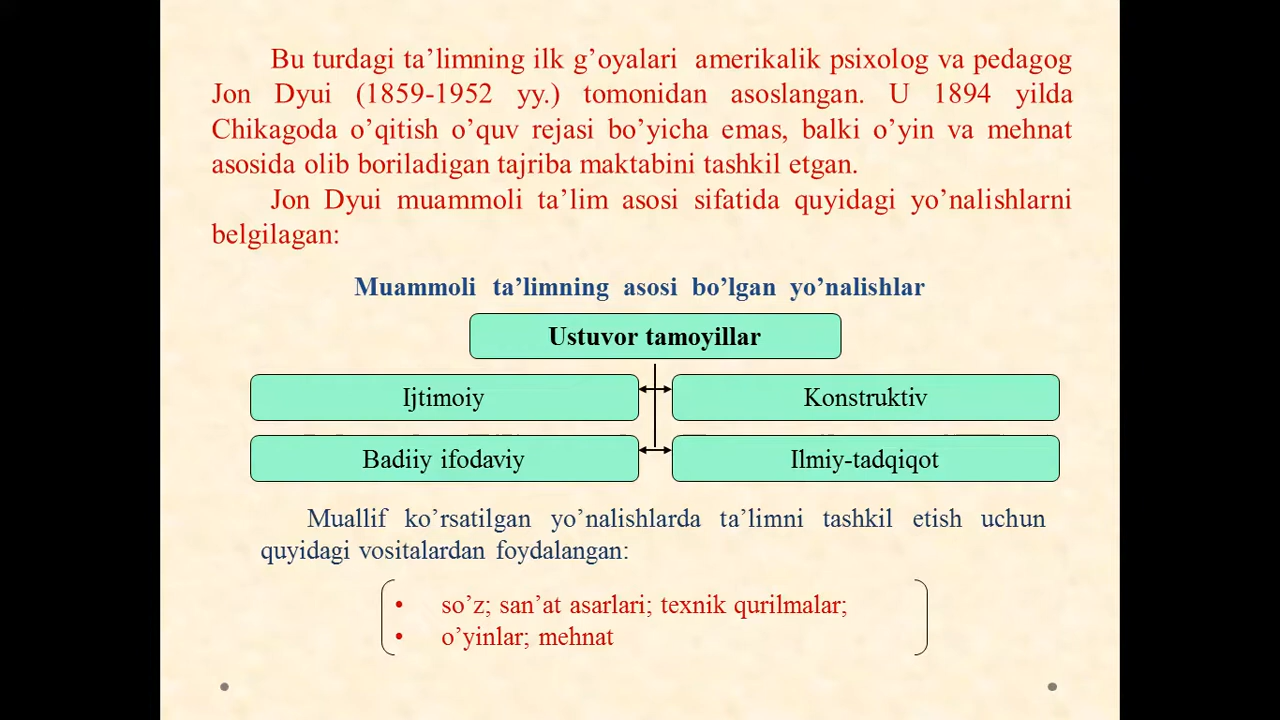 Bu turdagi ta’limning ilk g’oyalari amerikalik psixolog va pedagog
Jon Dyui (1859-1952 yy.) tomonidan asoslangan. U 1894 yilda
Chikagoda o’qitish o’quv rejasi bo’yicha emas, balki o’yin va mehnat
asosida olib boriladigan tajriba maktabini tashkil etgan.
Jon Dyui muammoli ta’lim asosi sifatida quyidagi yo’nalishlarni
belgilagan:
Muammoli ta’limning asosi bo’lgan yo’nalishlar
Ustuvor tamoyillar
Ijtimoiy
Konstruktiv
Badiiy ifodaviy
Ilmiy-tadqiqot
Muallif ko’rsatilgan yo’nalishlarda ta’limni tashkil etish uchun
quyidagi vositalardan foydalangan:
• so’z; san’at asarlari; texnik qurilmalar;
• o’yinlar; mehnat